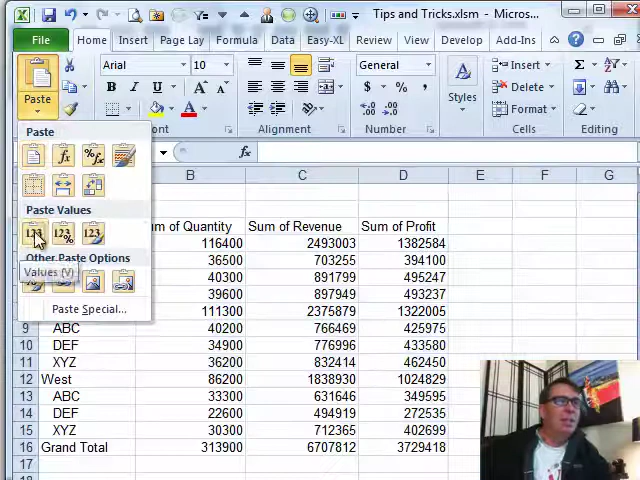 Tips and Tricks.xlsm - Micros...
File Home Insert Page Lay Formula Data Easy-XL Review View Develop Add-Ins
Paste
Arial 10
General
Styles
Insert
Delete
Format
Editing
ont Alignment Number Cells
Paste
Paste Values
Other Paste Options
Values (V)
Paste Special...
fx
B C D E F G
um of Quantity Sum of Revenue Sum of Profit
116400 2493003 1382584
36500 703255 394100
40300 891799 495247
39600 897949 493237
111300 2375879 1322005
9 ABC 40200 766469 425975
10 DEF 34900 776996 433580
11 XYZ 36200 832414 462450
12 West 86200 1838930 1024829
13 ABC 33300 631646 349595
14 DEF 22600 494919 272535
15 XYZ 30300 712365 402699
16 Grand Total 313900 6707812 3729418
17